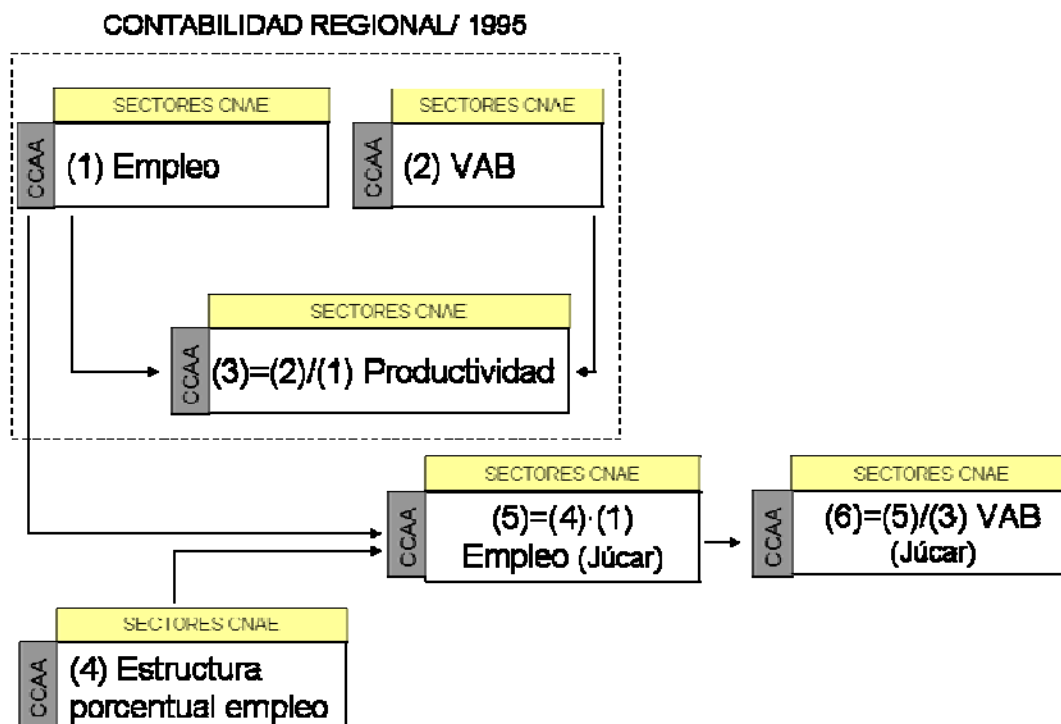 CONTABILIDAD REGIONAL/ 1995
SECTORES CNAE
CCAA
(1) Empleo
SECTORES CNAE
CCAA
(2) VAB
SECTORES CNAE
CCAA
(3)=(2)/(1) Productividad
SECTORES CNAE
CCAA
(5)=(4)·(1)
Empleo (Júcar)
SECTORES CNAE
CCAA
(6)=(5)/(3) VAB
(Júcar)
SECTORES CNAE
CCAA
(4) Estructura
porcentual empleo